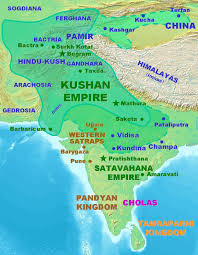 SOGDIANA
FERGHANA
Turfan
Kucha
CHINA
Kashgar
PAMIR
BACTRIA
Bactra
Surkh Kotal
Begram
HINDU-KUSH
GANDHARA
Taxila
HIMALAYAS
ARACHOSIA
KUSHAN
EMPIRE
Mathura
GEDROSIA
Saketa
Barbaricum
Pataliputra
Ujjain
Vidisa
Champa
WESTERN
SATRAPS
Kundina
Barygaza
Pune
Pratishthana
SATAVAHANA
EMPIRE
Amaravati
PANDYAN
KINGDOM
CHOLAS
KINGDOM